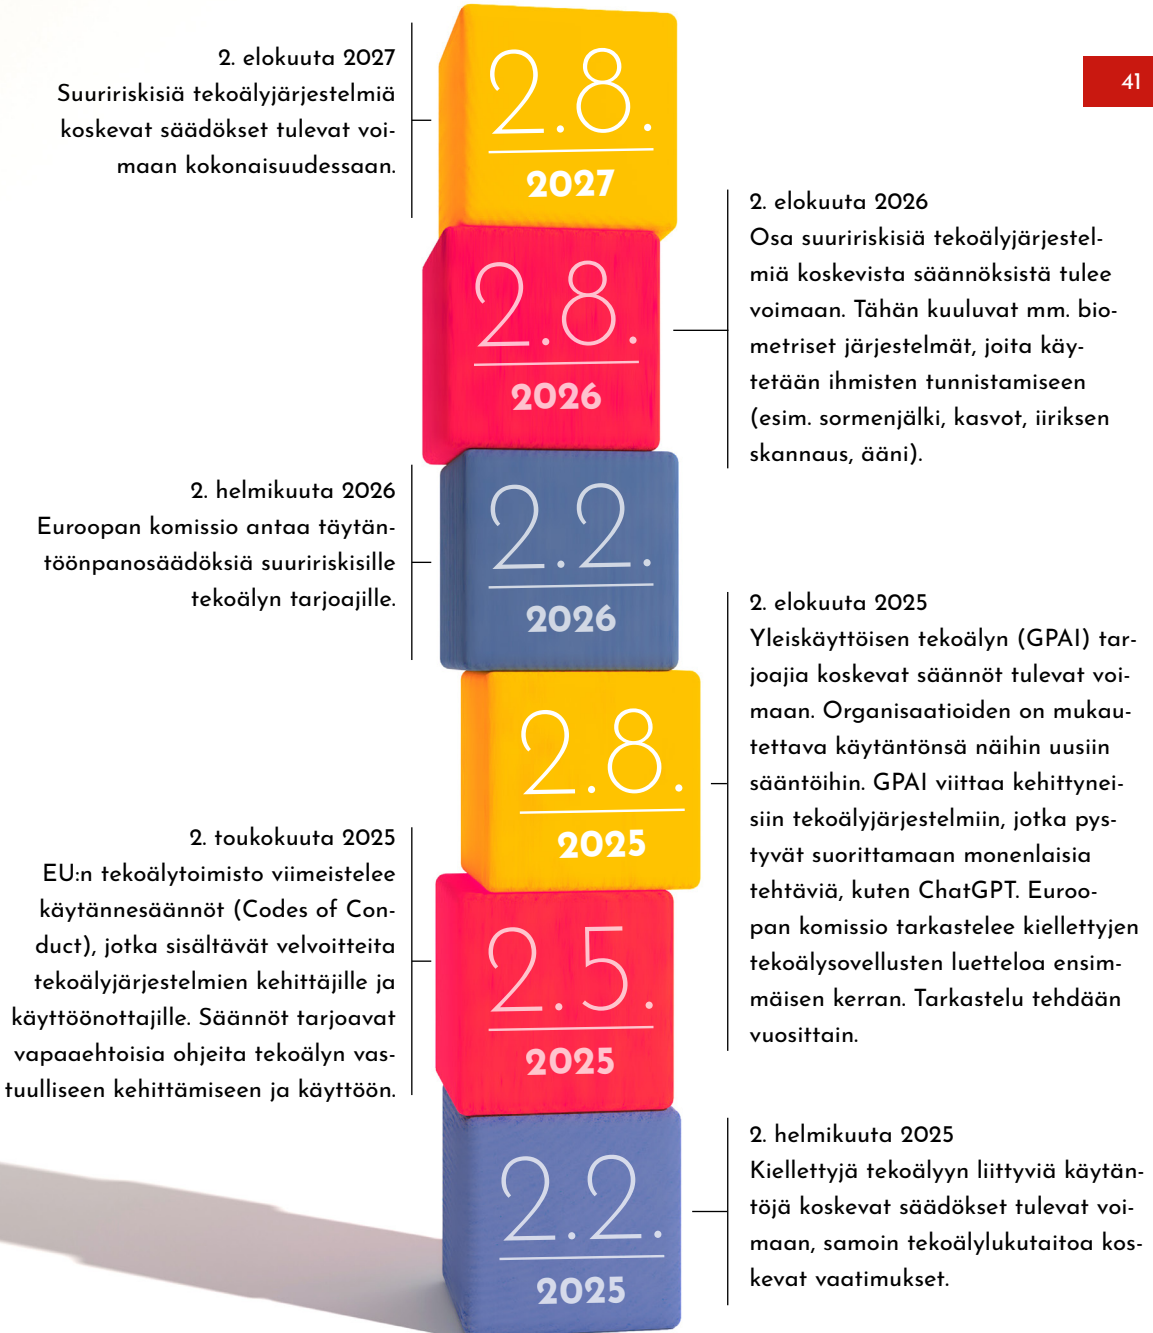 41
2. elokuuta 2027
Suuririskisiä tekoälyjärjestelmiä
koskevat säädökset tulevat voi-
maan kokonaisuudessaan.
2.8.
2027
2. elokuuta 2026
Osa suuririskisiä tekoälyjärjestel-
miä koskevista säännöksistä tulee
voimaan. Tähän kuuluvat mm. bio-
metriset järjestelmät, joita käy-
tetään ihmisten tunnistamiseen
(esim. sormenjälki, kasvot, iiriksen
skannaus, ääni).
2.8.
2026
2. helmikuuta 2026
Euroopan komissio antaa täytän-
töönpanosäädöksiä suuririskisille
tekoälyn tarjoajille.
2.2.
2026
2. elokuuta 2025
Yleiskäyttöisen tekoälyn (GPAI) tar-
joajia koskevat säännöt tulevat voi-
maan. Organisaatioiden on mukau-
tettava käytäntönsä näihin uusiin
sääntöihin. GPAI viittaa kehittynei-
siin tekoälyjärjestelmiin, jotka pys-
tyvät suorittamaan monenlaisia
tehtäviä, kuten ChatGPT. Euroo-
pan komissio tarkastelee kiellettyjen
tekoälysovellusten luetteloa ensim-
mäisen kerran. Tarkastelu tehdään
vuosittain.
2.8.
2025
2. toukokuuta 2025
EU:n tekoälytoimisto viimeistelee
käytännesäännöt (Codes of Con-
duct), jotka sisältävät velvoitteita
tekoälyjärjestelmien kehittäjille ja
käyttöönottajille. Säännöt tarjoavat
vapaaehtoisia ohjeita tekoälyn vas-
tuulliseen kehittämiseen ja käyttöön.
2.5.
2025
2. helmikuuta 2025
Kiellettyjä tekoälyyn liittyviä käytän-
töjä koskevat säädökset tulevat voi-
maan, samoin tekoälylukutaitoa kos-
kevat vaatimukset.
2.2.
2025